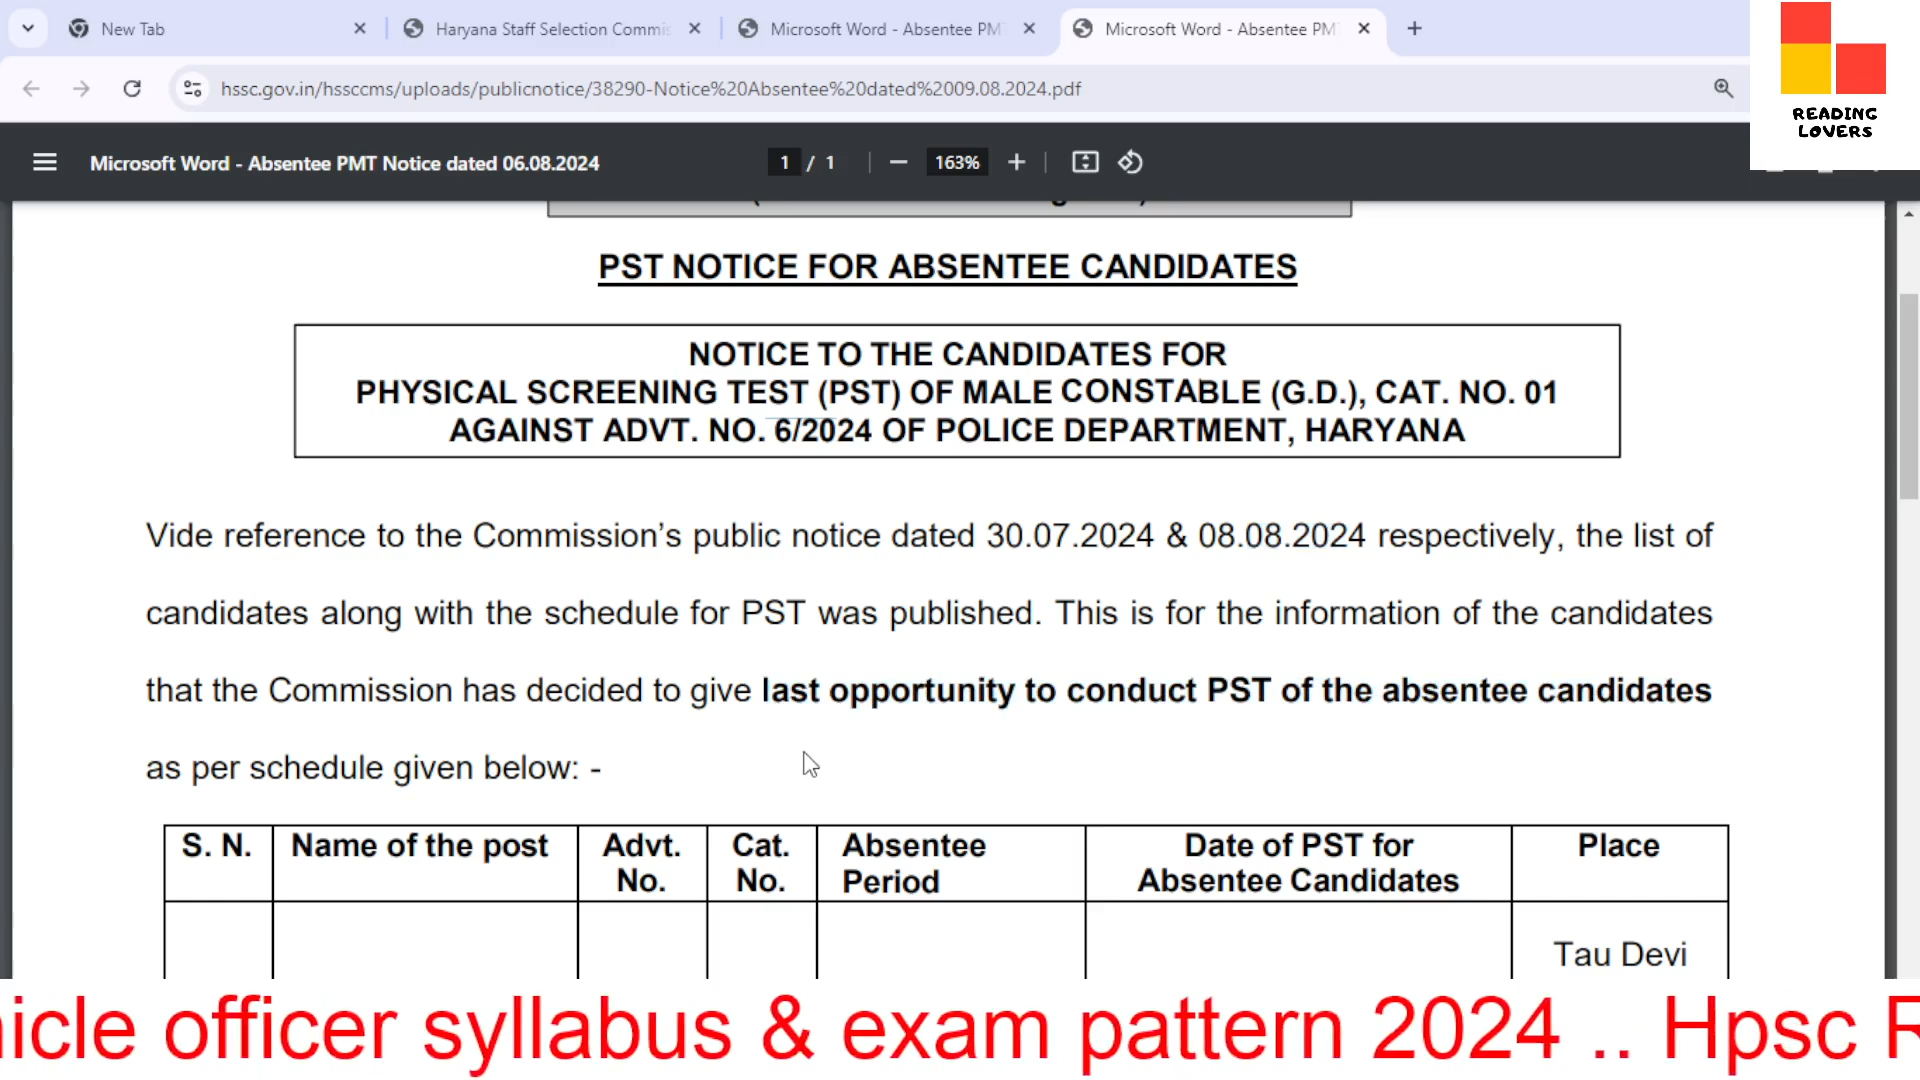 New Tab
Haryana Staff Selection Commis
Microsoft Word - Absentee PM
Microsoft Word - Absentee PM
hssc.gov.in/hssccms/uploads/publicnotice/38290-Notice%20Absentee%20dated%2009.08.2024.pdf
READING
LOVERS
Microsoft Word - Absentee PMT Notice dated 06.08.2024
1 / 1
163%
PST NOTICE FOR ABSENTEE CANDIDATES
NOTICE TO THE CANDIDATES FOR
PHYSICAL SCREENING TEST (PST) OF MALE CONSTABLE (G.D.), CAT. NO. 01
AGAINST ADVT. NO. 6/2024 OF POLICE DEPARTMENT, HARYANA
Vide reference to the Commission’s public notice dated 30.07.2024 & 08.08.2024 respectively, the list of
candidates along with the schedule for PST was published. This is for the information of the candidates
that the Commission has decided to give last opportunity to conduct PST of the absentee candidates
as per schedule given below: -
S. N. Name of the post Advt. No. Cat. No. Absentee Period Date of PST for Absentee Candidates Place
Tau Devi
icle officer syllabus & exam pattern 2024 .. Hpsc R